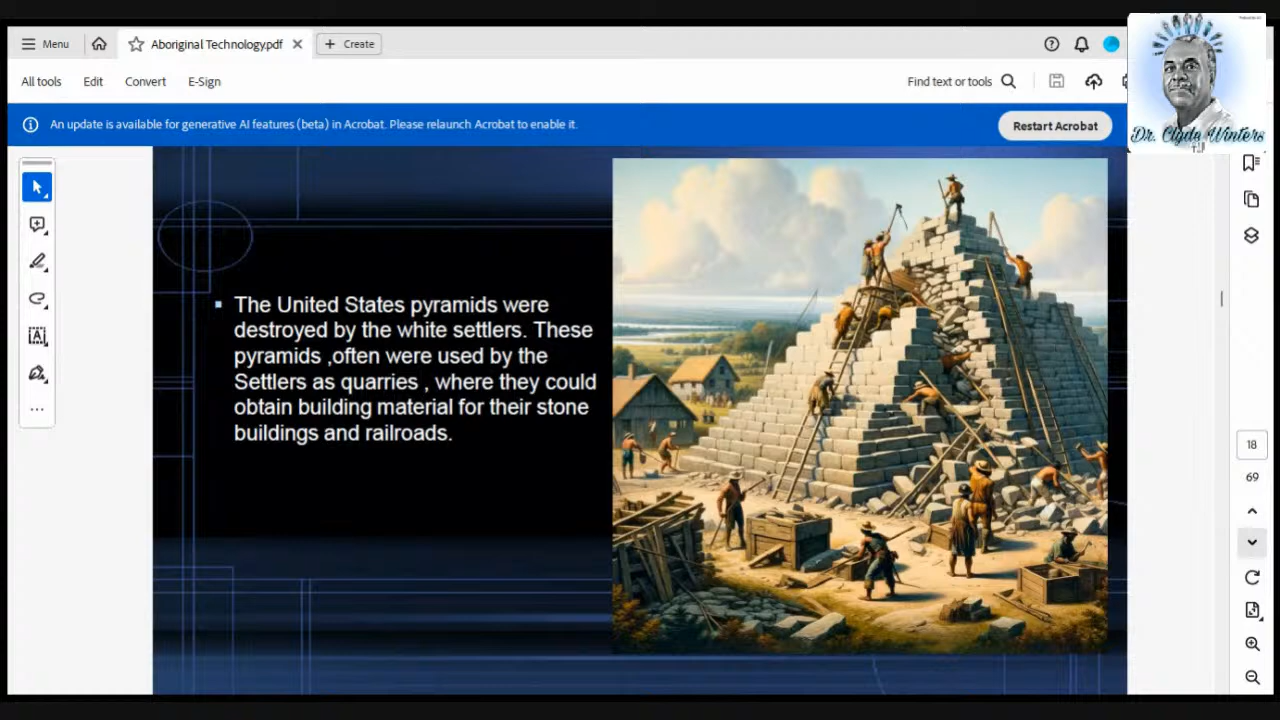 Menu
Aboriginal Technology.pdf
Create
All tools
Edit
Convert
E-Sign
Find text or tools
An update is available for generative AI features (beta) in Acrobat. Please relaunch Acrobat to enable it.
Restart Acrobat
Dr. Clyde Winters
The United States pyramids were
destroyed by the white settlers. These
pyramids ,often were used by the
Settlers as quarries , where they could
obtain building material for their stone
buildings and railroads.
18
69